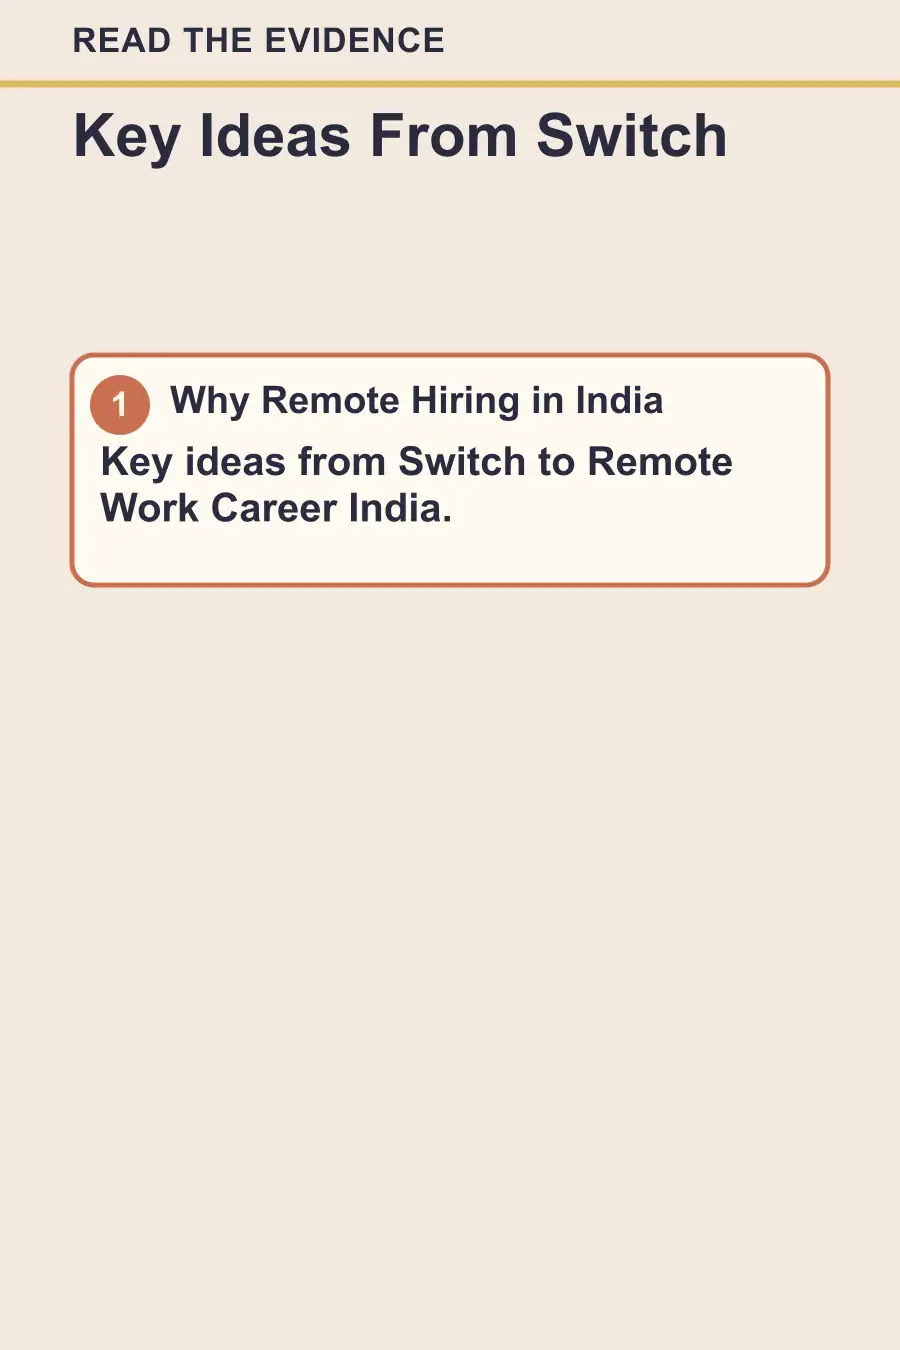 READ THE EVIDENCE
Key Ideas From Switch
1 Why Remote Hiring in India
Key ideas from Switch to Remote
Work Career India.